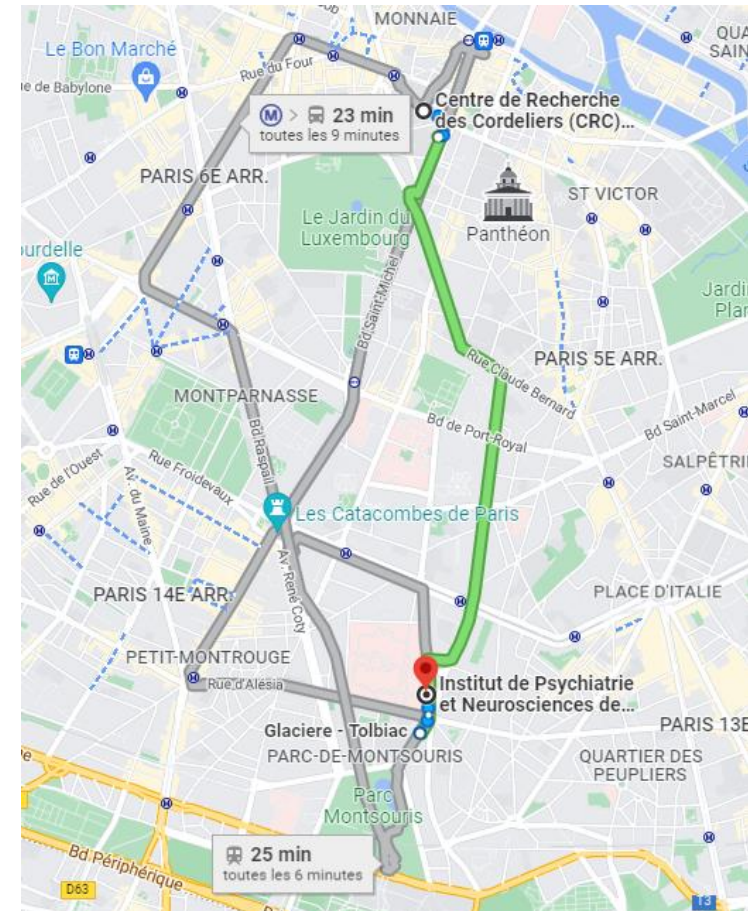 MONNAIE
QUA
SAIN
Le Bon Marché
Rue du Four
ue de Babylone
Centre de Recherche
des Cordeliers (CRC)...
M > 23 min
toutes les 9 minutes
PARIS 6E ARR.
ST VICTOR
Le Jardin du
Luxembourg
Panthéon
ourdelle
Bd Saint-Michel
Jardi
Plan
Rue Claude Bernard
PARIS 5E ARR.
MONTPARNASSE
Bd de Port-Royal
Bd Saint-Marcel
Bd Raspail
Rue Froidevaux
Rue de l'Ouest
Av. du Maine
SALPÊTRIÈ
Les Catacombes de Paris
Av. René Coty
PARIS 14E ARR.
PLACE D'ITALIE
PETIT-MONTROUGE
Rue d'Alésia
Institut de Psychiatrie
et Neurosciences de...
Glaciere - Tolbiac
PARIS 13E
PARC-DE-MONTSOURIS
QUARTIER DES
PEUPLIERS
Parc
Montsouris
25 min
toutes les 6 minutes
Bd Périphérique
D63
T3